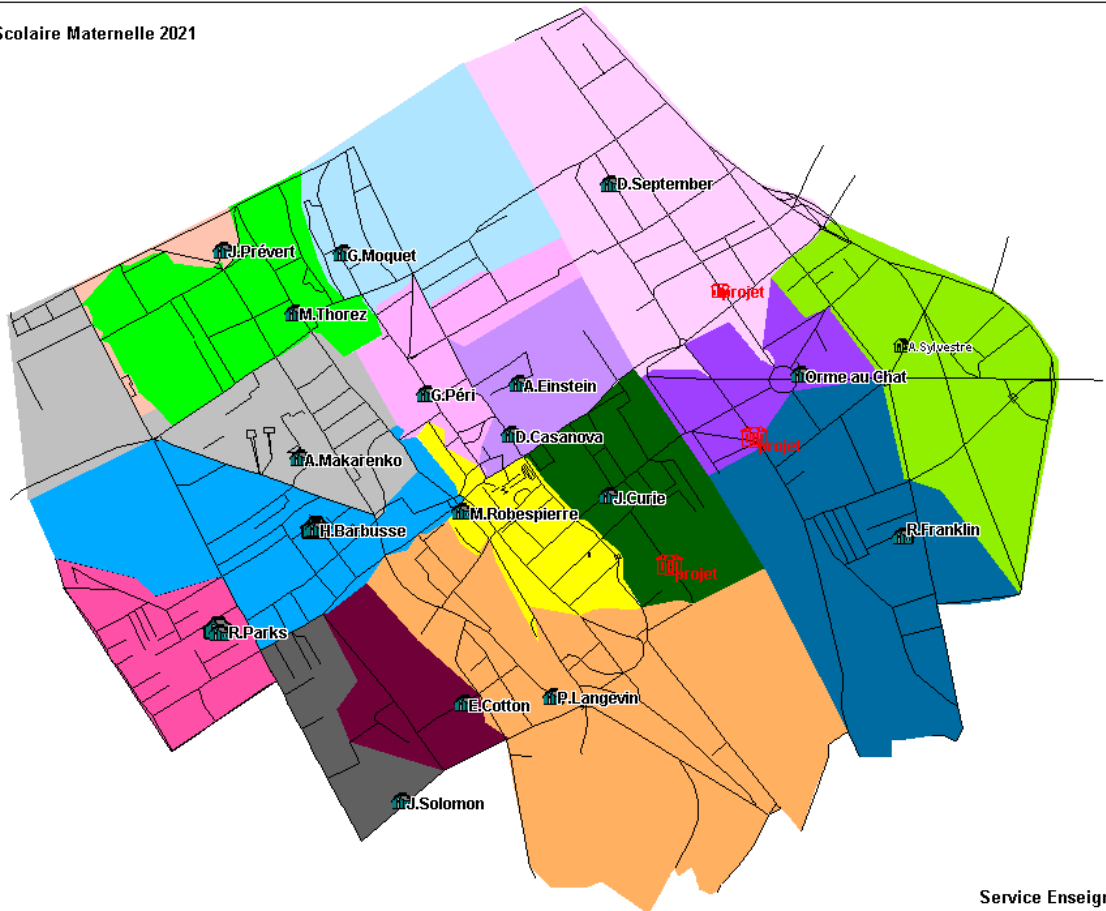 Scolaire Maternelle 2021
D.September
J.Prévert
G.Moquet
projet
M.Thorez
A.Sylvestre
Orme au Chat
A.Einstein
G.Péri
D.Casanova
projet
A.Makarenko
J.Curie
M.Robespierre
H.Barbusse
R.Franklin
projet
R.Parks
P.Langevin
E.Cotton
J.Solomon
Service Enseign